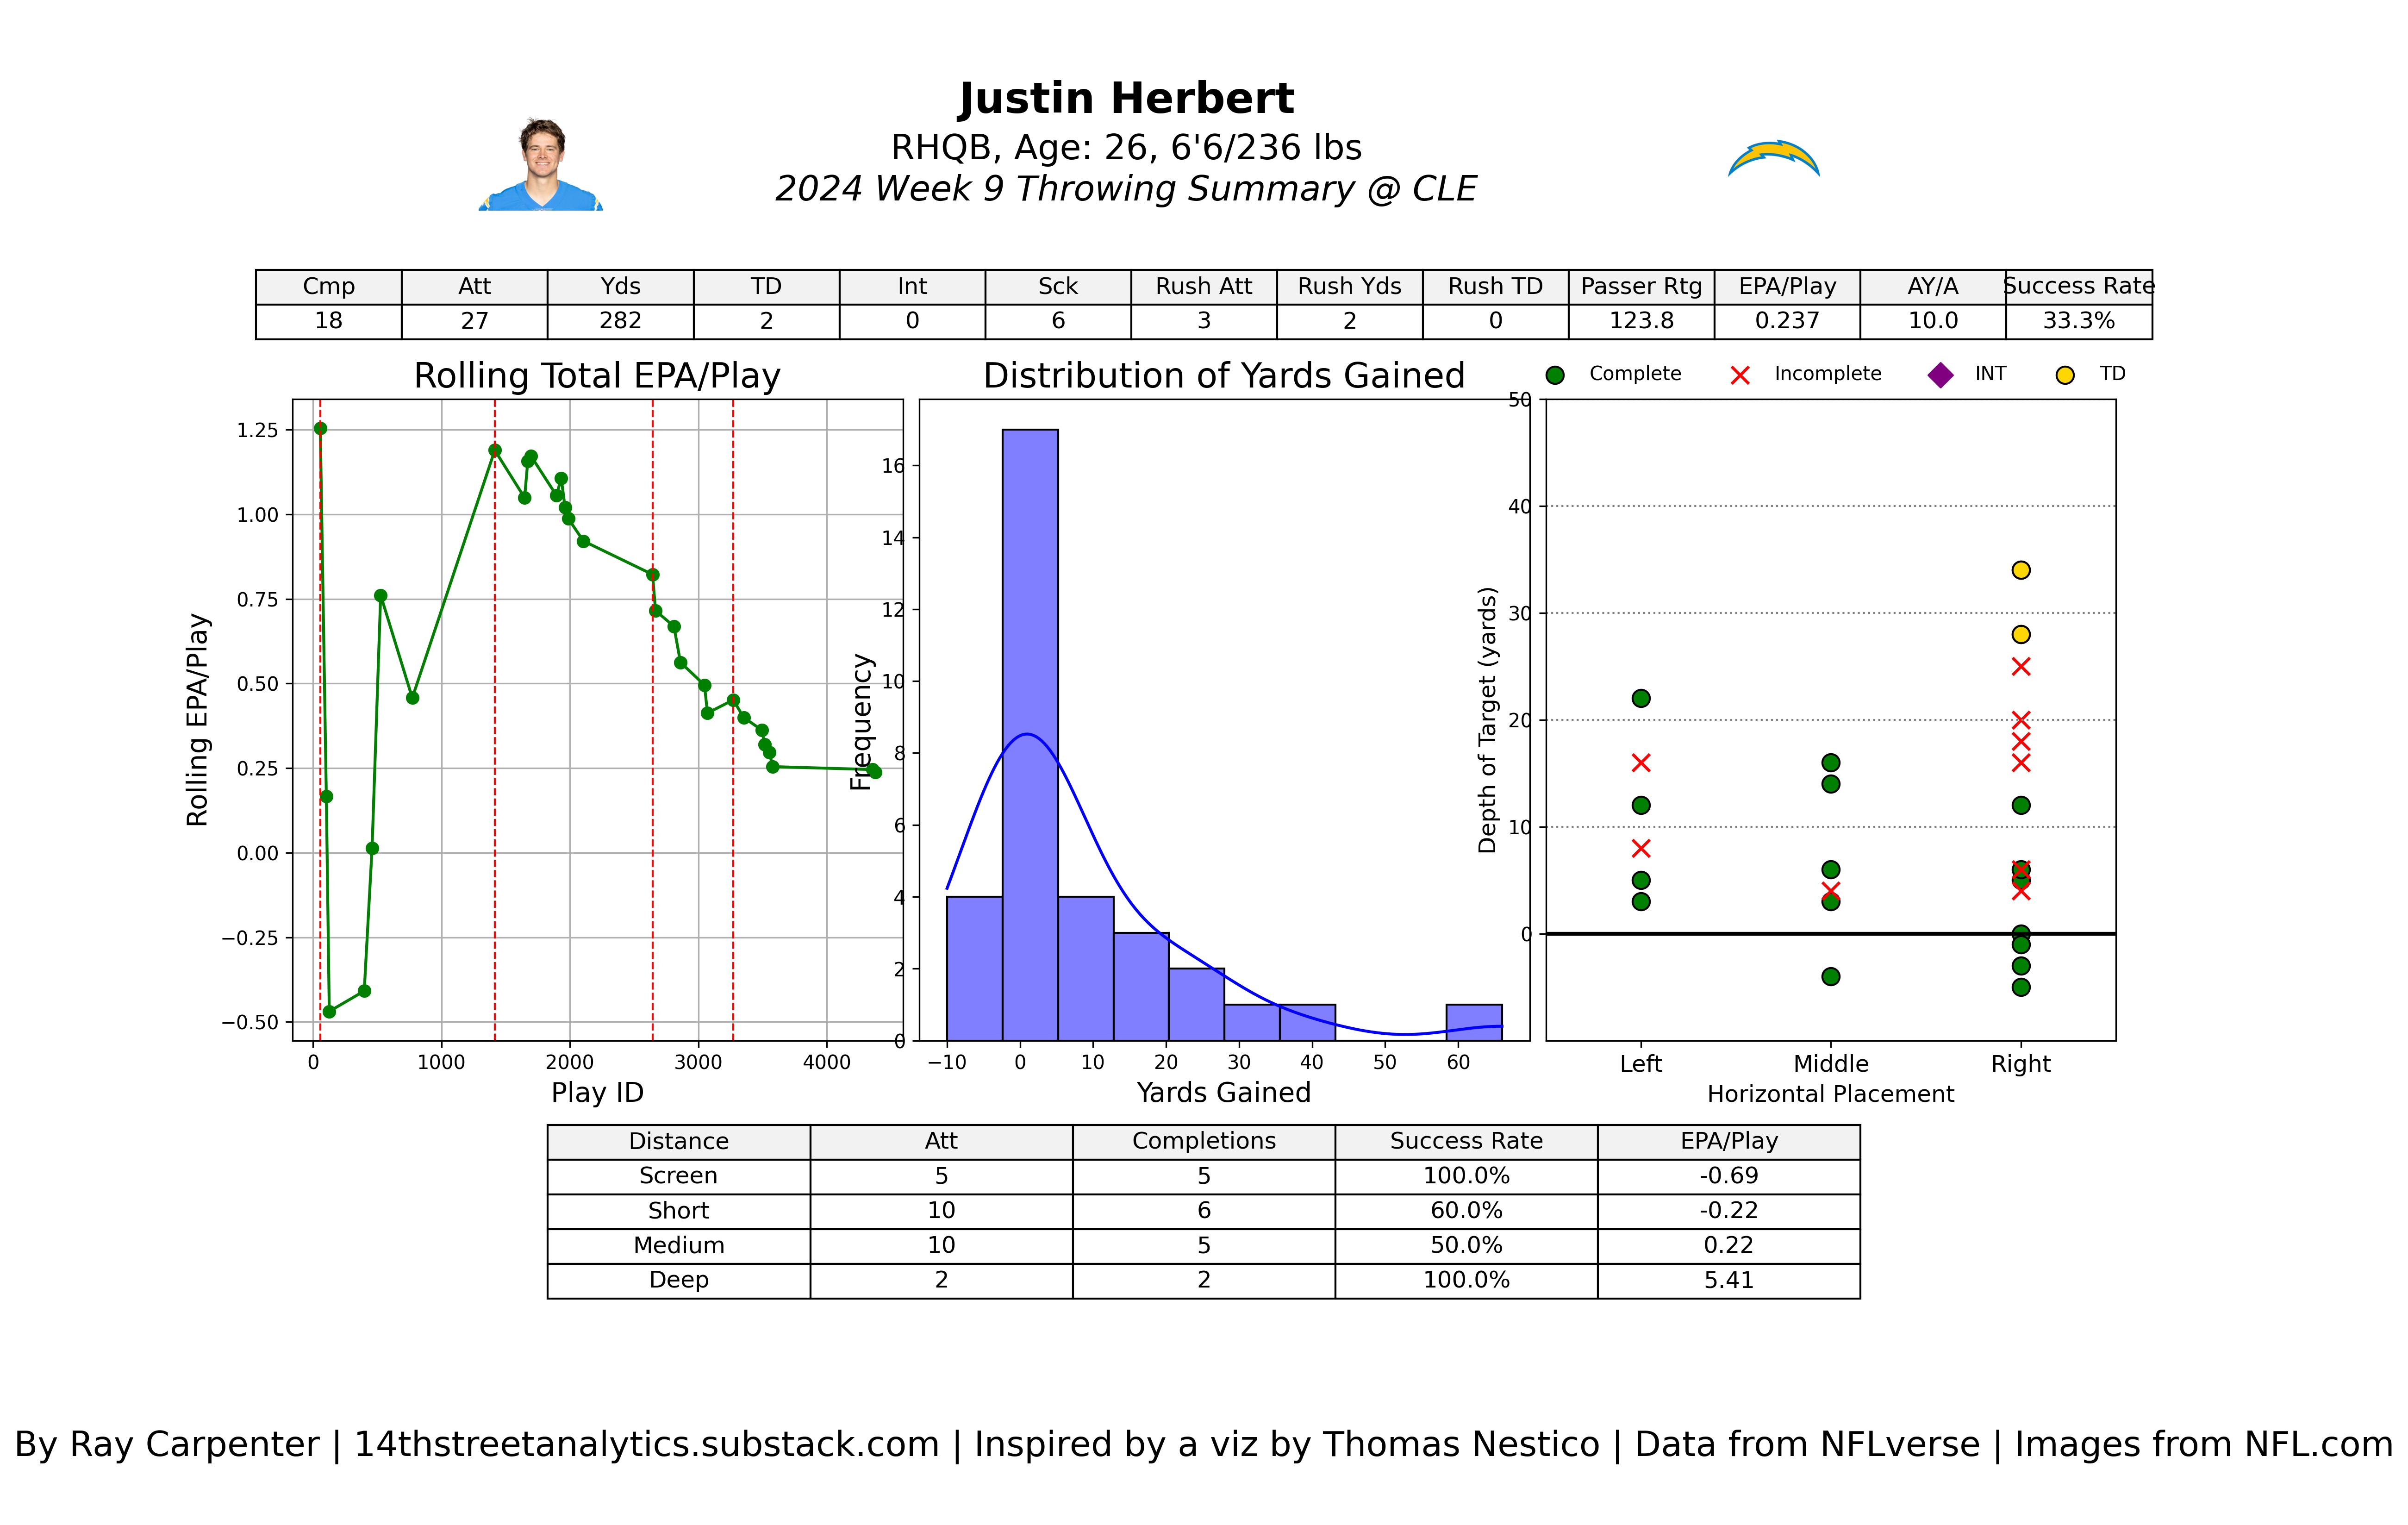 Justin Herbert
RHQB, Age: 26, 6'6/236 lbs
2024 Week 9 Throwing Summary @ CLE
Cmp Att Yds TD Int Sck Rush Att Rush Yds Rush TD Passer Rtg EPA/Play AY/A Success Rate
18 27 282 2 0 6 3 2 0 123.8 0.237 10.0 33.3%
Rolling Total EPA/Play
Rolling EPA/Play
1.25
1.00
0.75
0.50
0.25
0.00
−0.25
−0.50
0 1000 2000 3000 4000
Play ID
Distribution of Yards Gained
Frequency
16
14
12
10
8
6
4
2
0
−10 0 10 20 30 40 50 60
Yards Gained
Complete Incomplete INT TD
Depth of Target (yards)
50
40
30
20
10
0
Left Middle Right
Horizontal Placement
Distance Att Completions Success Rate EPA/Play
Screen 5 5 100.0% -0.69
Short 10 6 60.0% -0.22
Medium 10 5 50.0% 0.22
Deep 2 2 100.0% 5.41
By Ray Carpenter | 14thstreetanalytics.substack.com | Inspired by a viz by Thomas Nestico | Data from NFLverse | Images from NFL.com